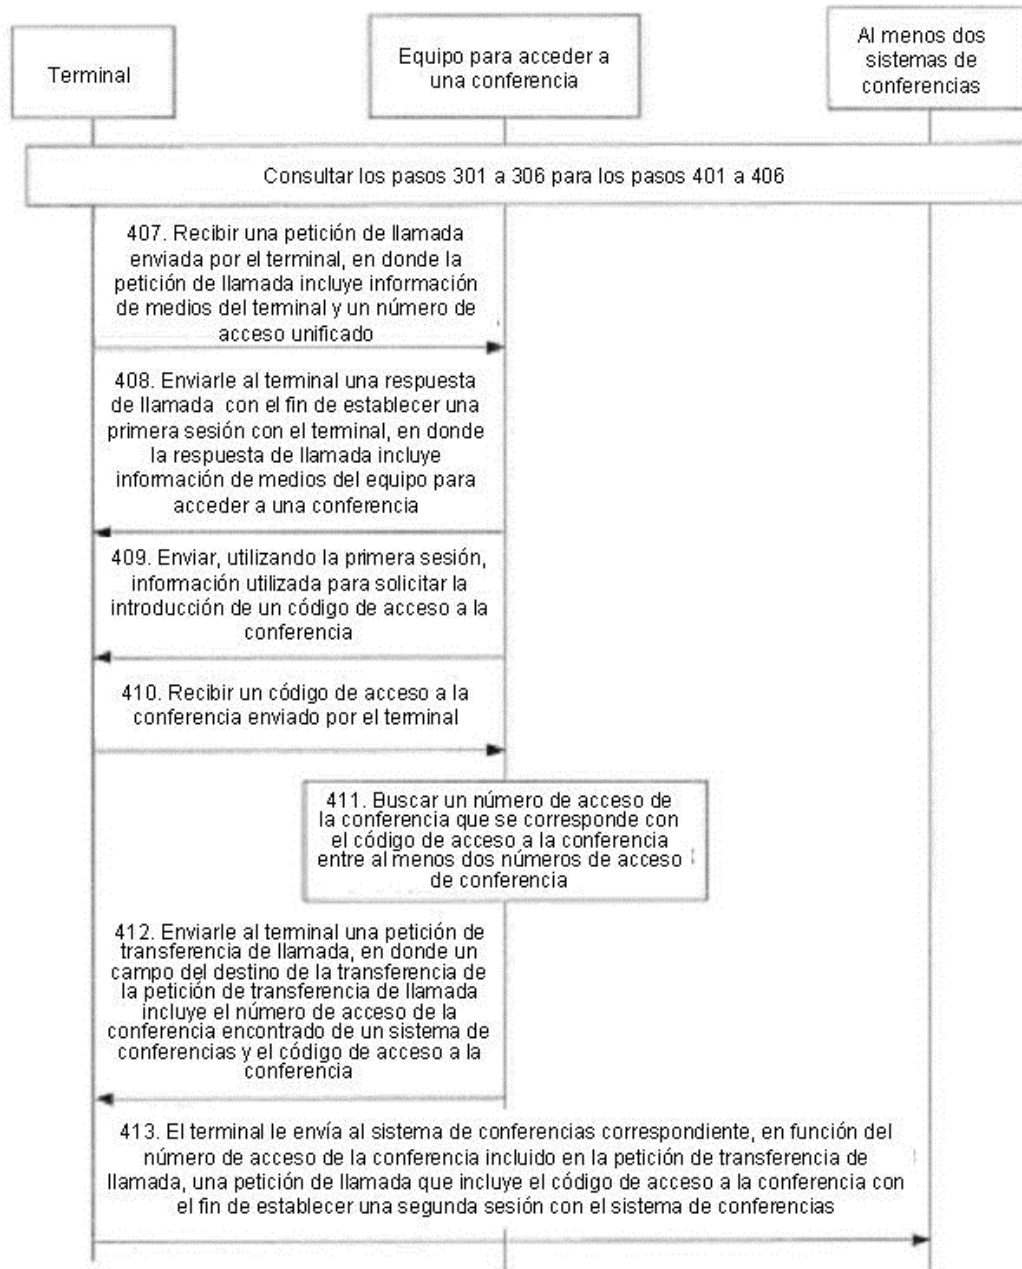 Terminal
Equipo para acceder a
una conferencia
Al menos dos
sistemas de
conferencias
Consultar los pasos 301 a 306 para los pasos 401 a 406
407. Recibir una petición de llamada
enviada por el terminal, en donde la
petición de llamada incluye información
de medios del terminal y un número de
acceso unificado
408. Enviarle al terminal una respuesta
de llamada con el fin de establecer una
primera sesión con el terminal, en donde
la respuesta de llamada incluye
información de medios del equipo para
acceder a una conferencia
409. Enviar, utilizando la primera sesión,
información utilizada para solicitar la
introducción de un código de acceso a la
conferencia
410. Recibir un código de acceso a la
conferencia enviado por el terminal
411. Buscar un número de acceso de
la conferencia que se corresponde con
el código de acceso a la conferencia
entre al menos dos números de acceso
de conferencia
412. Enviarle al terminal una petición de
transferencia de llamada, en donde un
campo del destino de la transferencia de
la petición de transferencia de llamada
incluye el número de acceso de la
conferencia encontrado de un sistema de
conferencias y el código de acceso a la
conferencia
413. El terminal le envía al sistema de conferencias correspondiente, en función del
número de acceso de la conferencia incluido en la petición de transferencia de
llamada, una petición de llamada que incluye el código de acceso a la conferencia con
el fin de establecer una segunda sesión con el sistema de conferencias